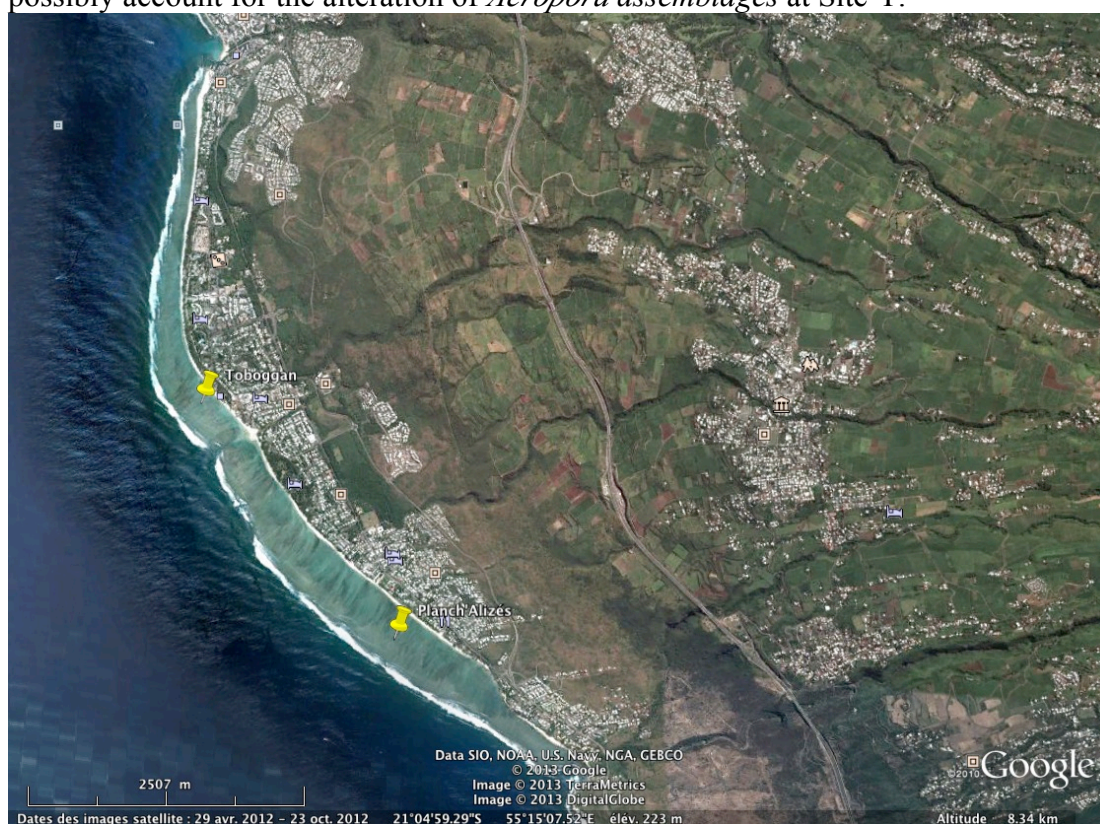 possibly account for the alteration of Acropora assemblages at Site T.
Toboggan
Planch'Alizés
Data SIO, NOAA, U.S. Navy, NGA, GEBCO
© 2013 Google
Image © 2013 TerraMetrics
Image © 2013 DigitalGlobe
©2010 Google
2507 m
Dates des images satellite : 29 avr. 2012 - 23 oct. 2012 21°04'59.29"S 55°15'07.52"E élév. 223 m Altitude 8.34 km